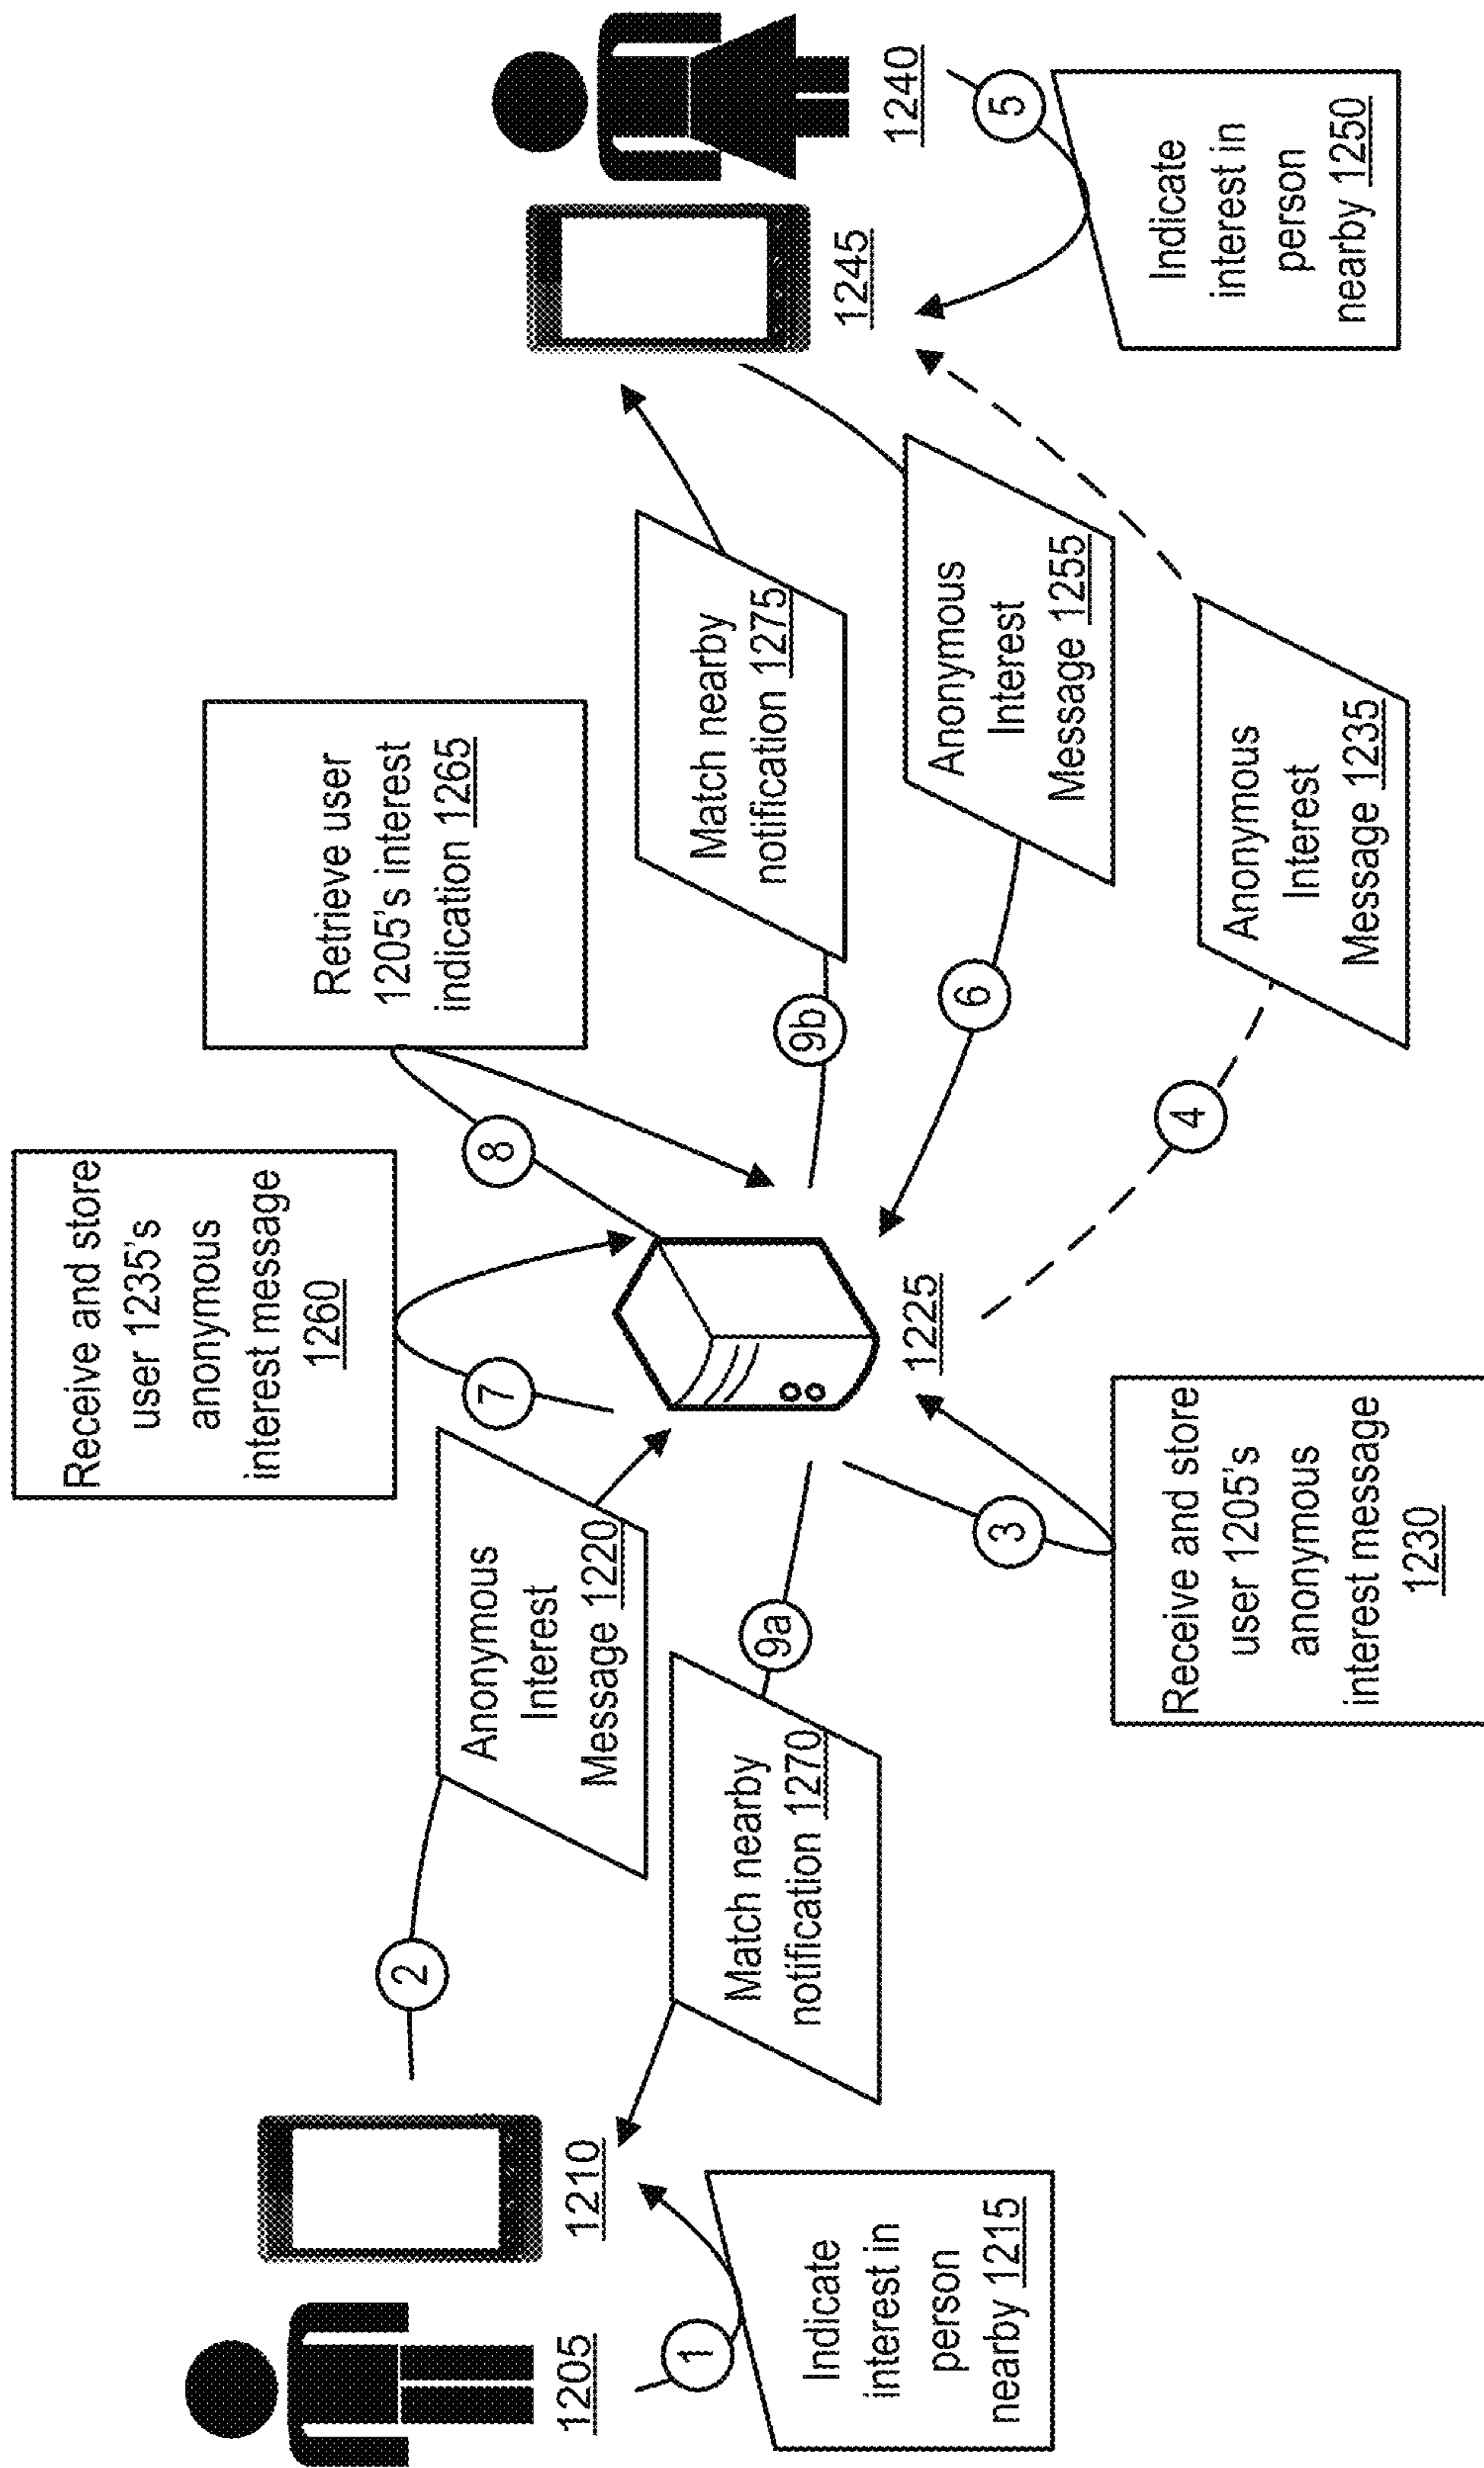 1205
1210
1
Indicate
interest in
person
nearby 1215
2
Anonymous
Interest
Message 1220
9a
Match nearby
notification 1270
3
Receive and store
user 1205's
anonymous
interest message
1230
7
Receive and store
user 1235's
anonymous
interest message
1260
1225
8
Retrieve user
1205's interest
indication 1265
9b
Match nearby
notification 1275
6
Anonymous
Interest
Message 1255
4
Anonymous
Interest
Message 1235
1245
1240
5
Indicate
interest in
person
nearby 1250